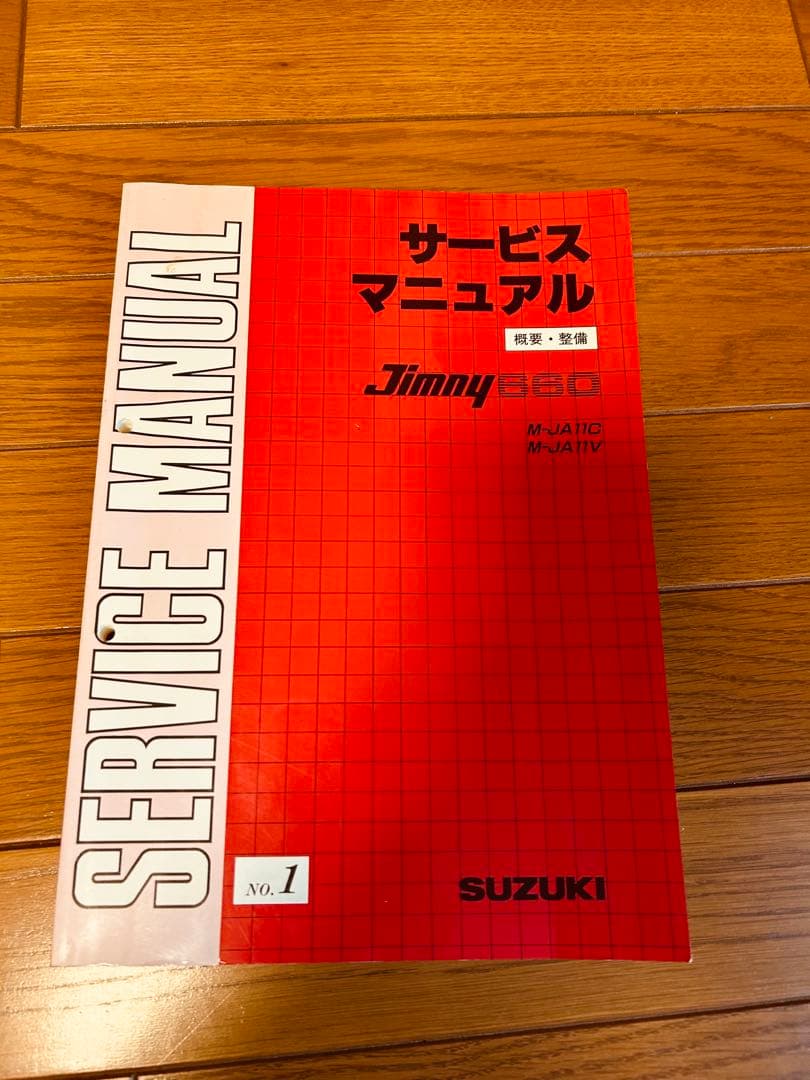 SERVICE MANUAL
サービス
マニュアル
概要・整備
Jimny 660
M-JA11C
M-JA11V
NO. 1
SUZUKI